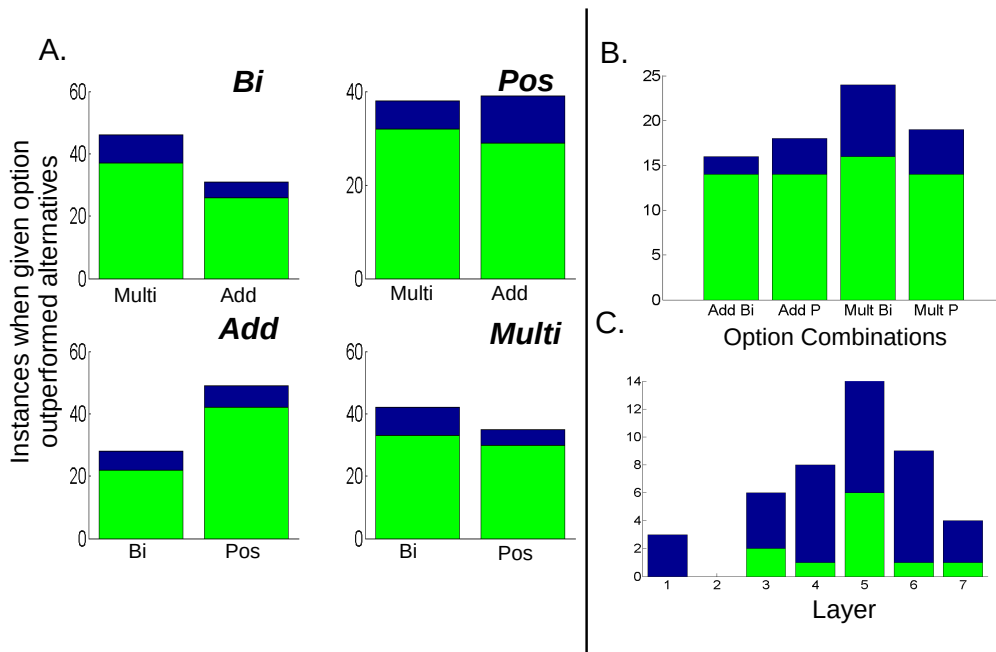 A.
Instances when given option
outperformed alternatives
Bi
60
40
20
0
Multi Add
Pos
40
20
0
Multi Add
Add
60
40
20
0
Bi Pos
Multi
60
40
20
0
Bi Pos
B.
25
20
15
10
5
0
Add Bi Add P Mult Bi Mult P
Option Combinations
C.
14
12
10
8
6
4
2
0
1 2 3 4 5 6 7
Layer